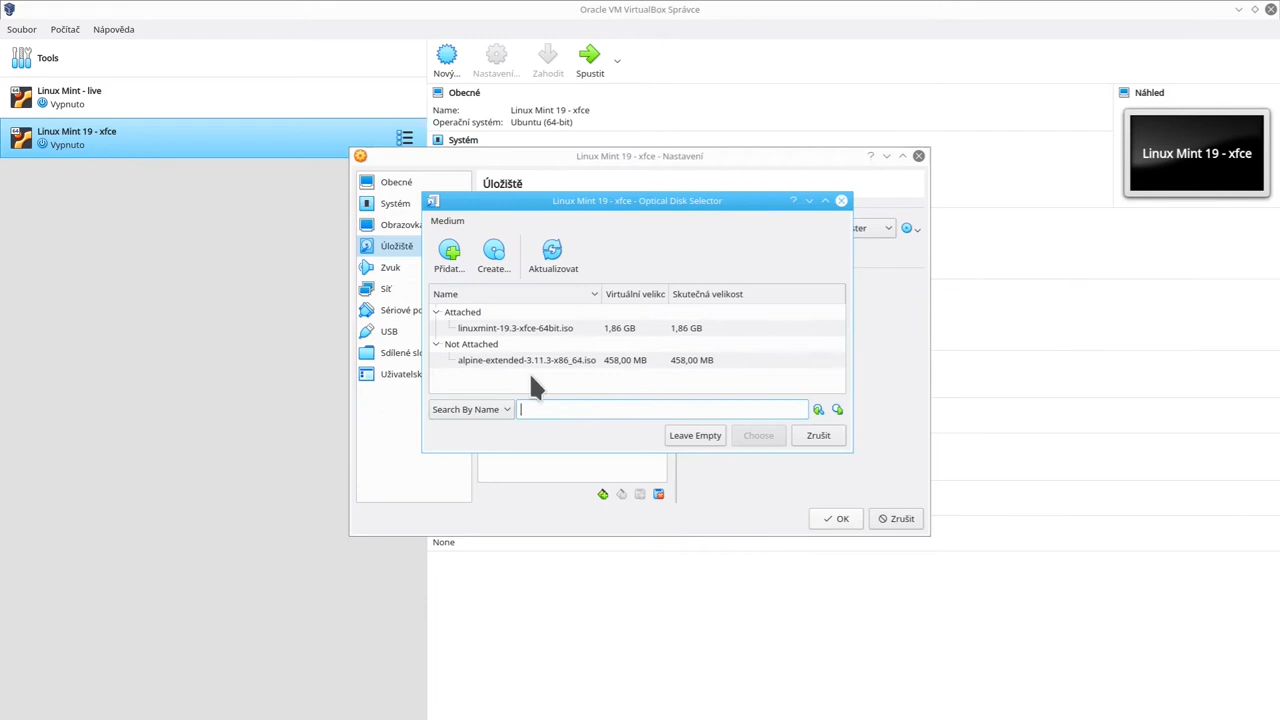 Oracle VM VirtualBox Správce
Soubor Počítač Nápověda
Tools
Nový... Nastavení... Zahodit Spustit
Linux Mint - live
Vypnuto
Linux Mint 19 - xfce
Vypnuto
Obecné
Name: Linux Mint 19 - xfce
Operační systém: Ubuntu (64-bit)
Systém
Náhled
Linux Mint 19 - xfce
Linux Mint 19 - xfce - Nastavení
Obecné
Systém
Obrazovka
Úložiště
Zvuk
Síť
Sériové po
USB
Sdílené slo
Uživatelsk
Úložiště
ster
Linux Mint 19 - xfce - Optical Disk Selector
Medium
Přidat... Create... Aktualizovat
Name Virtuální velikc Skutečná velikost
Attached
linuxmint-19.3-xfce-64bit.iso 1,86 GB 1,86 GB
Not Attached
alpine-extended-3.11.3-x86_64.iso 458,00 MB 458,00 MB
Search By Name
Leave Empty Choose Zrušit
OK Zrušit
None